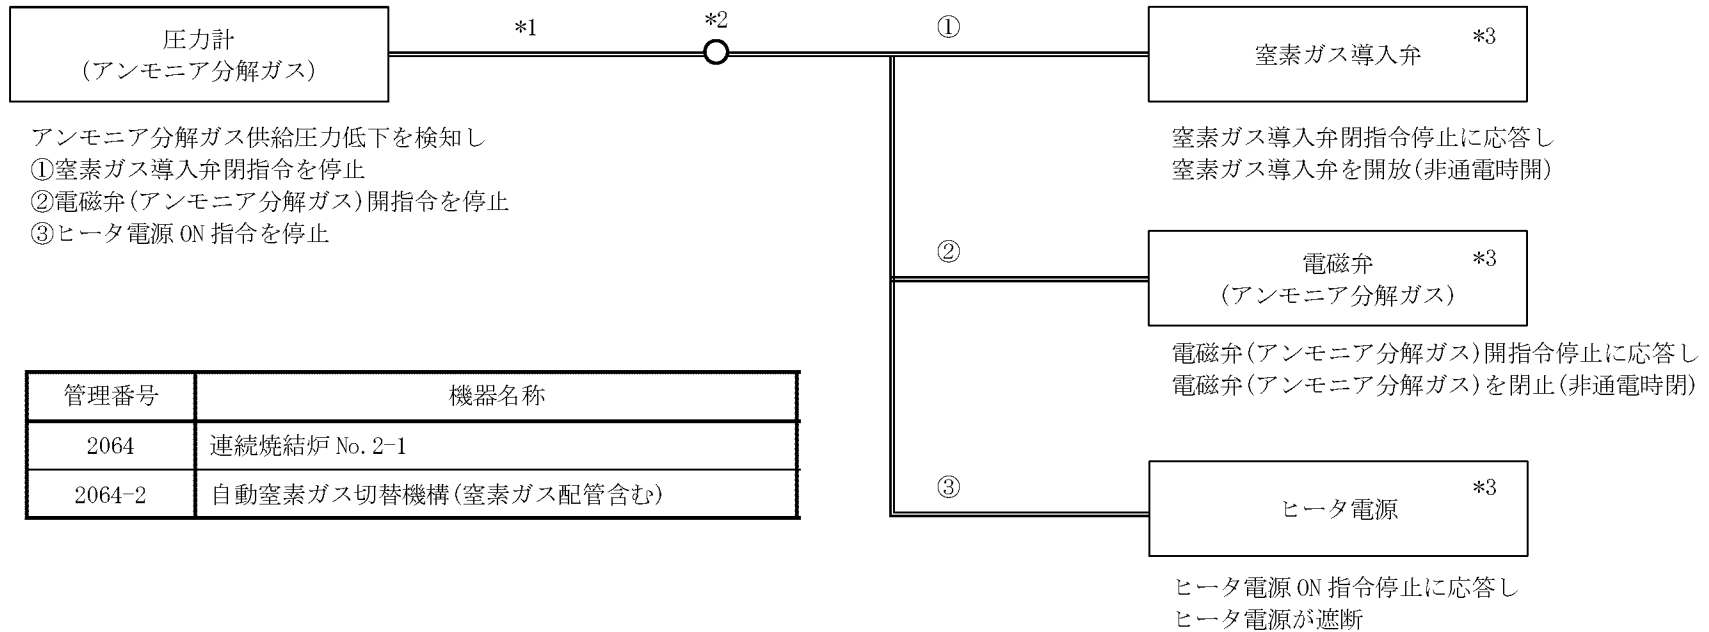 圧力計
(アンモニア分解ガス)
*1
*2
①
窒素ガス導入弁
*3
アンモニア分解ガス供給圧力低下を検知し
①窒素ガス導入弁閉指令を停止
②電磁弁(アンモニア分解ガス)開指令を停止
③ヒータ電源 ON 指令を停止
窒素ガス導入弁閉指令停止に応答し
窒素ガス導入弁を開放(非通電時開)
②
電磁弁
*3
(アンモニア分解ガス)
電磁弁(アンモニア分解ガス)開指令停止に応答し
電磁弁(アンモニア分解ガス)を閉止(非通電時閉)
管理番号 機器名称
2064 連続焼結炉 No.2-1
2064-2 自動窒素ガス切替機構(窒素ガス配管含む)
③
ヒータ電源
*3
ヒータ電源 ON 指令停止に応答し
ヒータ電源が遮断